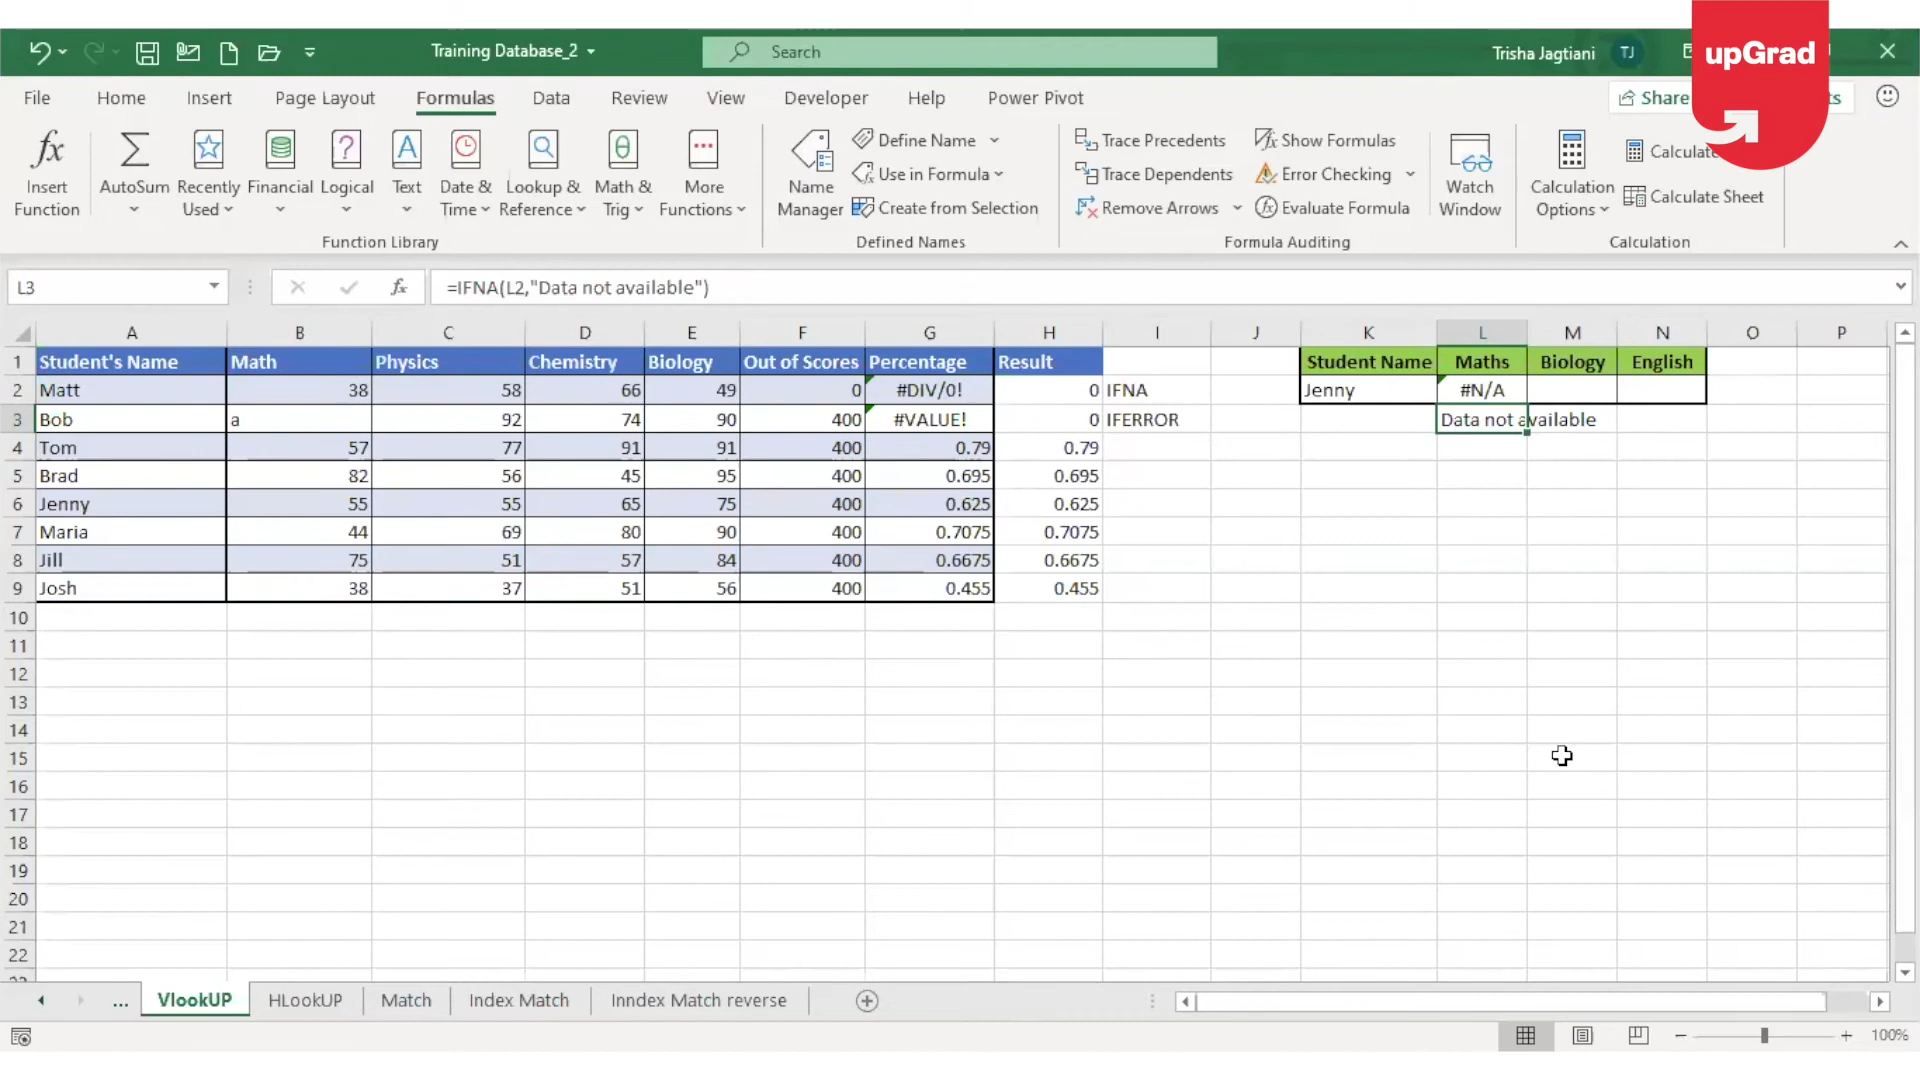 Training Database_2
Search
Trisha Jagtiani
TJ
upGrad
File Home Insert Page Layout Formulas Data Review View Developer Help Power Pivot
Share
ts
Insert Function
AutoSum
Recently Used
Financial
Logical
Text
Date & Time
Lookup & Reference
Math & Trig
More Functions
Function Library
Name Manager
Define Name
Use in Formula
Create from Selection
Defined Names
Trace Precedents
Trace Dependents
Remove Arrows
Show Formulas
Error Checking
Evaluate Formula
Formula Auditing
Watch Window
Calculation Options
Calculate
Calculate Sheet
Calculation
L3
fx
=IFNA(L2,"Data not available")
A B C D E F G H I J K L M N O P
1 Student's Name Math Physics Chemistry Biology Out of Scores Percentage Result Student Name Maths Biology English
2 Matt 38 58 66 49 0 #DIV/0! 0 IFNA Jenny #N/A
3 Bob a 92 74 90 400 #VALUE! 0 IFERROR Data not available
4 Tom 57 77 91 91 400 0.79 0.79
5 Brad 82 56 45 95 400 0.695 0.695
6 Jenny 55 55 65 75 400 0.625 0.625
7 Maria 44 69 80 90 400 0.7075 0.7075
8 Jill 75 51 57 84 400 0.6675 0.6675
9 Josh 38 37 51 56 400 0.455 0.455
10
11
12
13
14
15
16
17
18
19
20
21
22
... VlookUP HLookUP Match Index Match Inndex Match reverse
100%